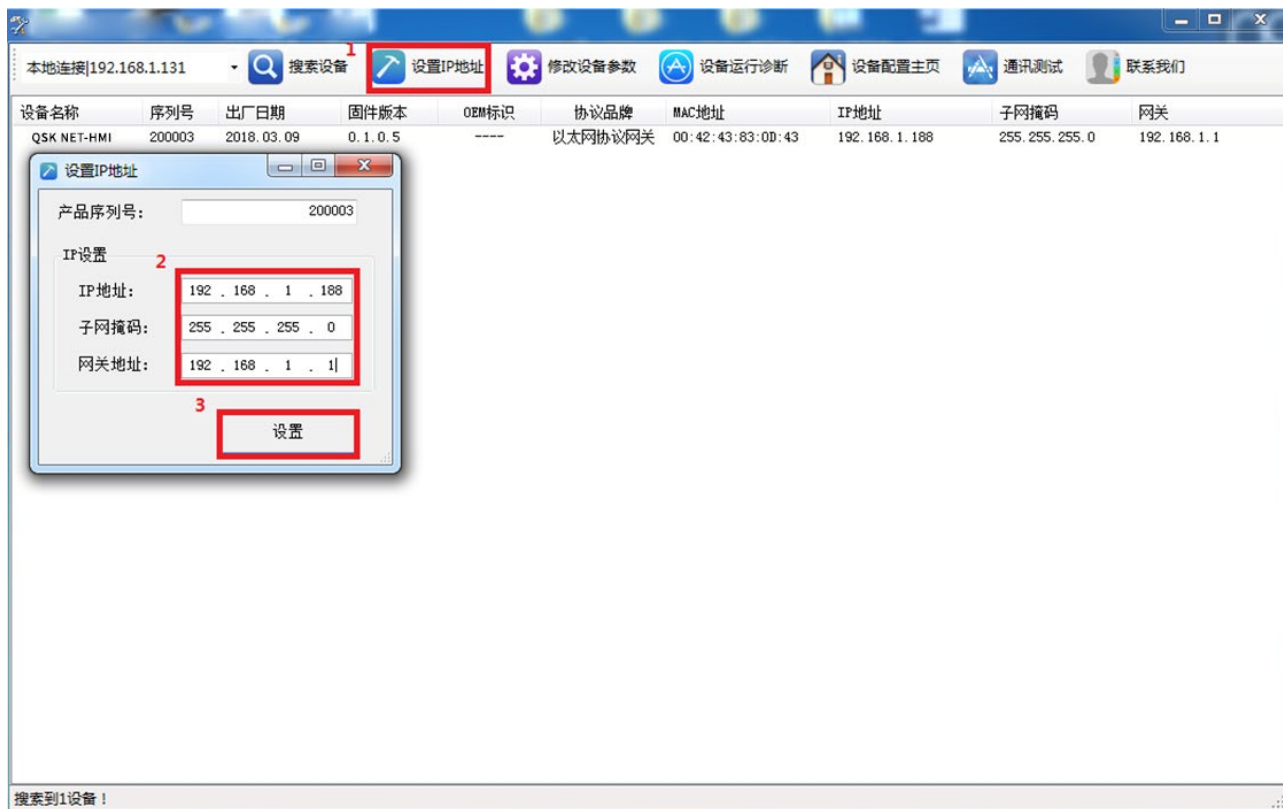 1
本地连接|192.168.1.131 搜索设备 设置IP地址 修改设备参数 设备运行诊断 设备配置主页 通讯测试 联系我们
设备名称 序列号 出厂日期 固件版本 OEM标识 协议品牌 MAC地址 IP地址 子网掩码 网关
QSK NET-HMI 200003 2018.03.09 0.1.0.5 ---- 以太网协议网关 00:42:43:83:0D:43 192.168.1.188 255.255.255.0 192.168.1.1
设置IP地址
产品序列号: 200003
IP设置
2
IP地址: 192 . 168 . 1 . 188
子网掩码: 255 . 255 . 255 . 0
网关地址: 192 . 168 . 1 . 1
3
设置
搜索到1设备！